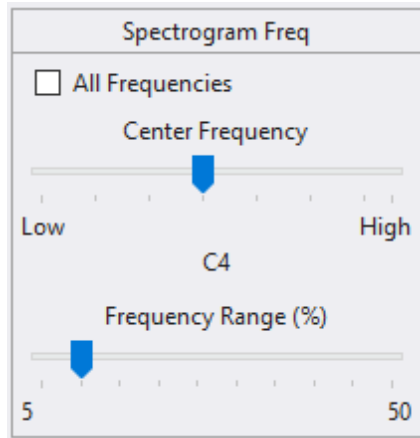 Spectrogram Freq
All Frequencies
Center Frequency
Low High
C4
Frequency Range (%)
5 50